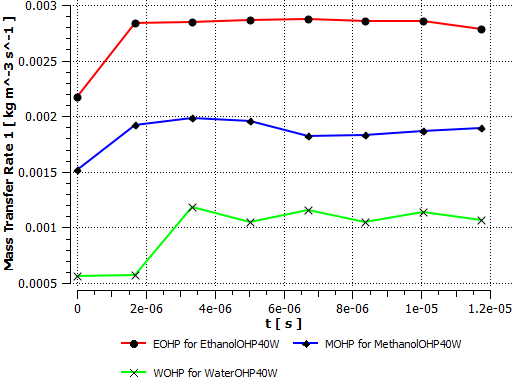 0.003
0.0025
0.002
0.0015
0.001
0.0005
Mass Transfer Rate 1 [ kg m^-3 s^-1 ]
0 2e-06 4e-06 6e-06 8e-06 1e-05 1.2e-05
t [ s ]
EOHP for EthanolOHP40W MOHP for MethanolOHP40W
WOHP for WaterOHP40W